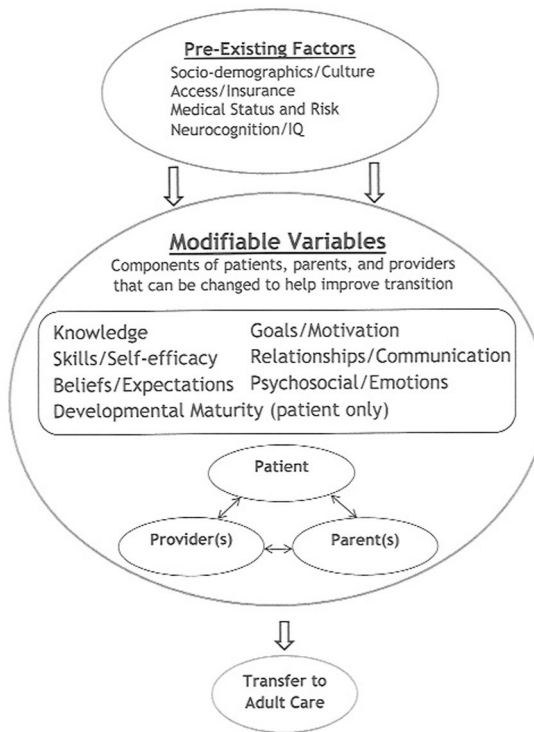 Pre-Existing Factors
Socio-demographics/Culture
Access/Insurance
Medical Status and Risk
Neurocognition/IQ
Modifiable Variables
Components of patients, parents, and providers
that can be changed to help improve transition
Knowledge Goals/Motivation
Skills/Self-efficacy Relationships/Communication
Beliefs/Expectations Psychosocial/Emotions
Developmental Maturity (patient only)
Patient
Provider(s) Parent(s)
Transfer to
Adult Care